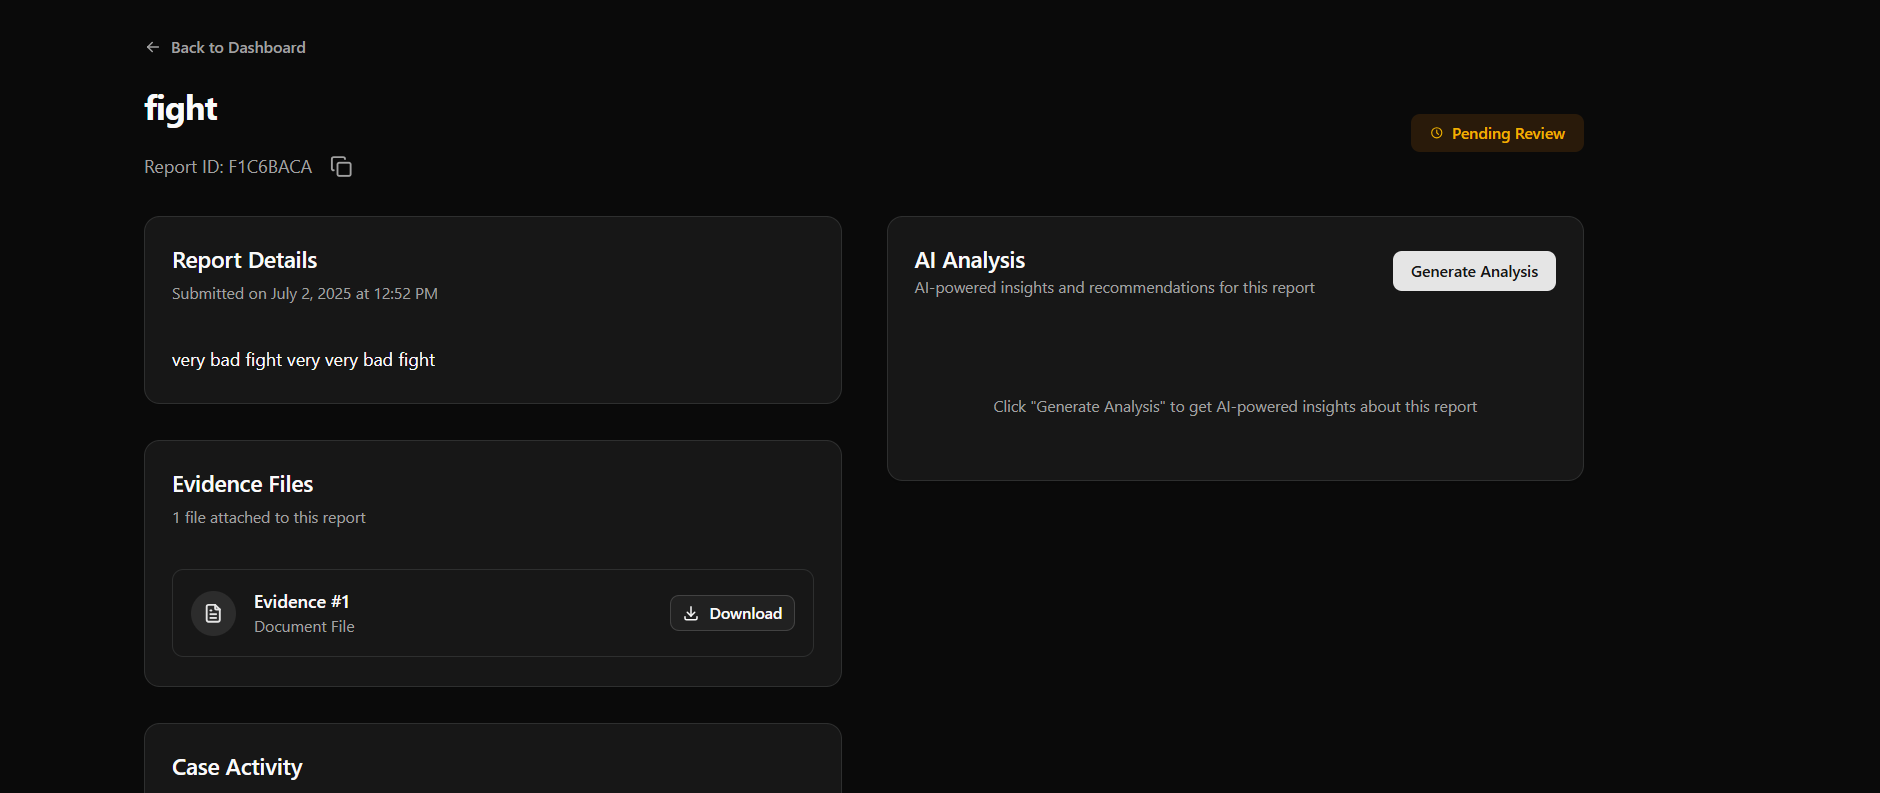 Back to Dashboard
fight
Pending Review
Report ID: F1C6BACA
Report Details
Submitted on July 2, 2025 at 12:52 PM
very bad fight very very bad fight
AI Analysis
AI-powered insights and recommendations for this report
Generate Analysis
Click "Generate Analysis" to get AI-powered insights about this report
Evidence Files
1 file attached to this report
Evidence #1
Document File
Download
Case Activity